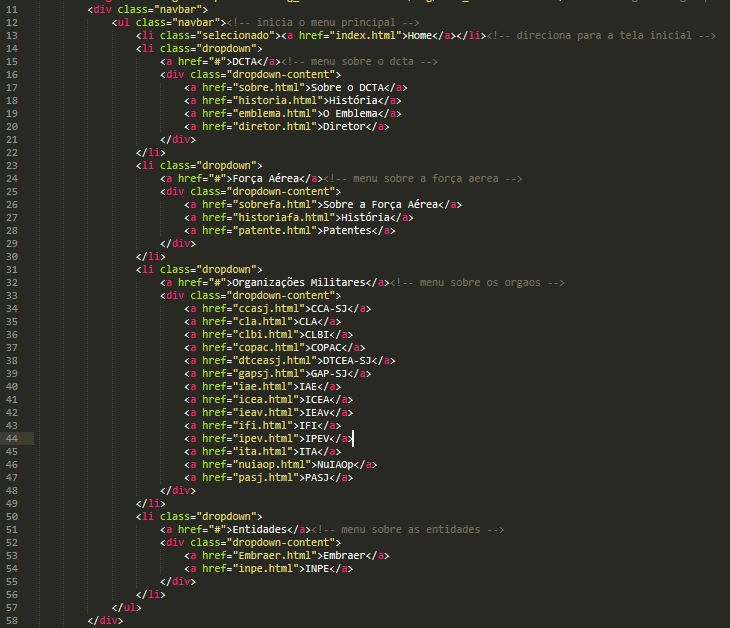 11 <div class="navbar">
12 <ul class="navbar"><!-- inicia o menu principal -->
13 <li class="selecionado"><a href="index.html">Home</a></li><!-- direciona para a tela inicial -->
14 <li class="dropdown">
15 <a href="#">DCTA</a><!-- menu sobre o dcta -->
16 <div class="dropdown-content">
17 <a href="sobre.html">Sobre o DCTA</a>
18 <a href="historia.html">História</a>
19 <a href="emblema.html">O Emblema</a>
20 <a href="diretor.html">Diretor</a>
21 </div>
22 </li>
23 <li class="dropdown">
24 <a href="#">Força Aérea</a><!-- menu sobre a força aerea -->
25 <div class="dropdown-content">
26 <a href="sobrefa.html">Sobre a Força Aérea</a>
27 <a href="historiafa.html">História</a>
28 <a href="patente.html">Patentes</a>
29 </div>
30 </li>
31 <li class="dropdown">
32 <a href="#">Organizações Militares</a><!-- menu sobre os orgaos -->
33 <div class="dropdown-content">
34 <a href="ccasj.html">CCA-SJ</a>
35 <a href="cla.html">CLA</a>
36 <a href="clbi.html">CLBI</a>
37 <a href="copac.html">COPAC</a>
38 <a href="dtceasj.html">DTCEA-SJ</a>
39 <a href="gapsj.html">GAP-SJ</a>
40 <a href="iae.html">IAE</a>
41 <a href="icea.html">ICEA</a>
42 <a href="ieav.html">IEAv</a>
43 <a href="ifi.html">IFI</a>
44 <a href="ipev.html">IPEV</a>
45 <a href="ita.html">ITA</a>
46 <a href="nuiaop.html">NuIAOp</a>
47 <a href="pasj.html">PASJ</a>
48 </div>
49 </li>
50 <li class="dropdown">
51 <a href="#">Entidades</a><!-- menu sobre as entidades -->
52 <div class="dropdown-content">
53 <a href="Embraer.html">Embraer</a>
54 <a href="inpe.html">INPE</a>
55 </div>
56 </li>
57 </ul>
58 </div>